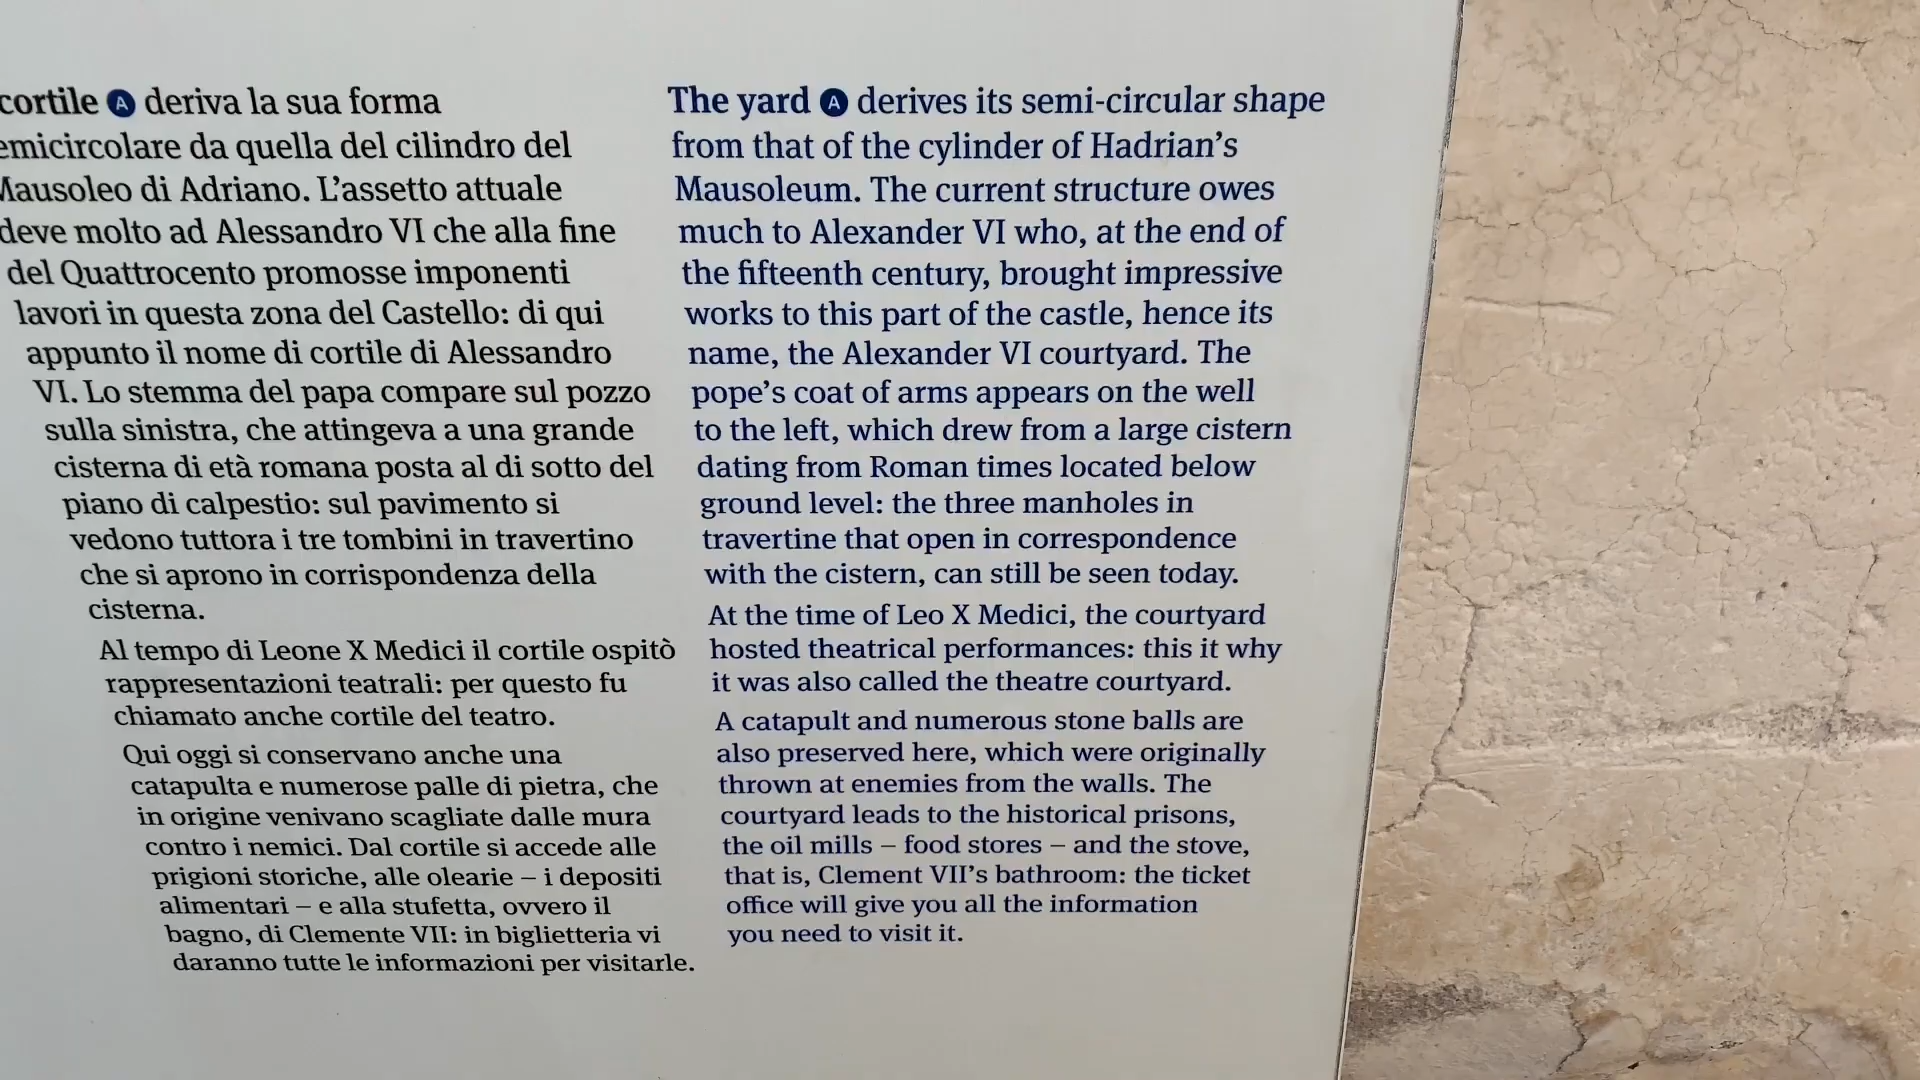 cortile A deriva la sua forma
emicircolare da quella del cilindro del
Mausoleo di Adriano. L'assetto attuale
deve molto ad Alessandro VI che alla fine
del Quattrocento promosse imponenti
lavori in questa zona del Castello: di qui
appunto il nome di cortile di Alessandro
VI. Lo stemma del papa compare sul pozzo
sulla sinistra, che attingeva a una grande
cisterna di età romana posta al di sotto del
piano di calpestio: sul pavimento si
vedono tuttora i tre tombini in travertino
che si aprono in corrispondenza della
cisterna.
Al tempo di Leone X Medici il cortile ospitò
rappresentazioni teatrali: per questo fu
chiamato anche cortile del teatro.
Qui oggi si conservano anche una
catapulta e numerose palle di pietra, che
in origine venivano scagliate dalle mura
contro i nemici. Dal cortile si accede alle
prigioni storiche, alle olearie – i depositi
alimentari – e alla stufetta, ovvero il
bagno, di Clemente VII: in biglietteria vi
daranno tutte le informazioni per visitarle.
The yard A derives its semi-circular shape
from that of the cylinder of Hadrian's
Mausoleum. The current structure owes
much to Alexander VI who, at the end of
the fifteenth century, brought impressive
works to this part of the castle, hence its
name, the Alexander VI courtyard. The
pope's coat of arms appears on the well
to the left, which drew from a large cistern
dating from Roman times located below
ground level: the three manholes in
travertine that open in correspondence
with the cistern, can still be seen today.
At the time of Leo X Medici, the courtyard
hosted theatrical performances: this it why
it was also called the theatre courtyard.
A catapult and numerous stone balls are
also preserved here, which were originally
thrown at enemies from the walls. The
courtyard leads to the historical prisons,
the oil mills – food stores – and the stove,
that is, Clement VII's bathroom: the ticket
office will give you all the information
you need to visit it.